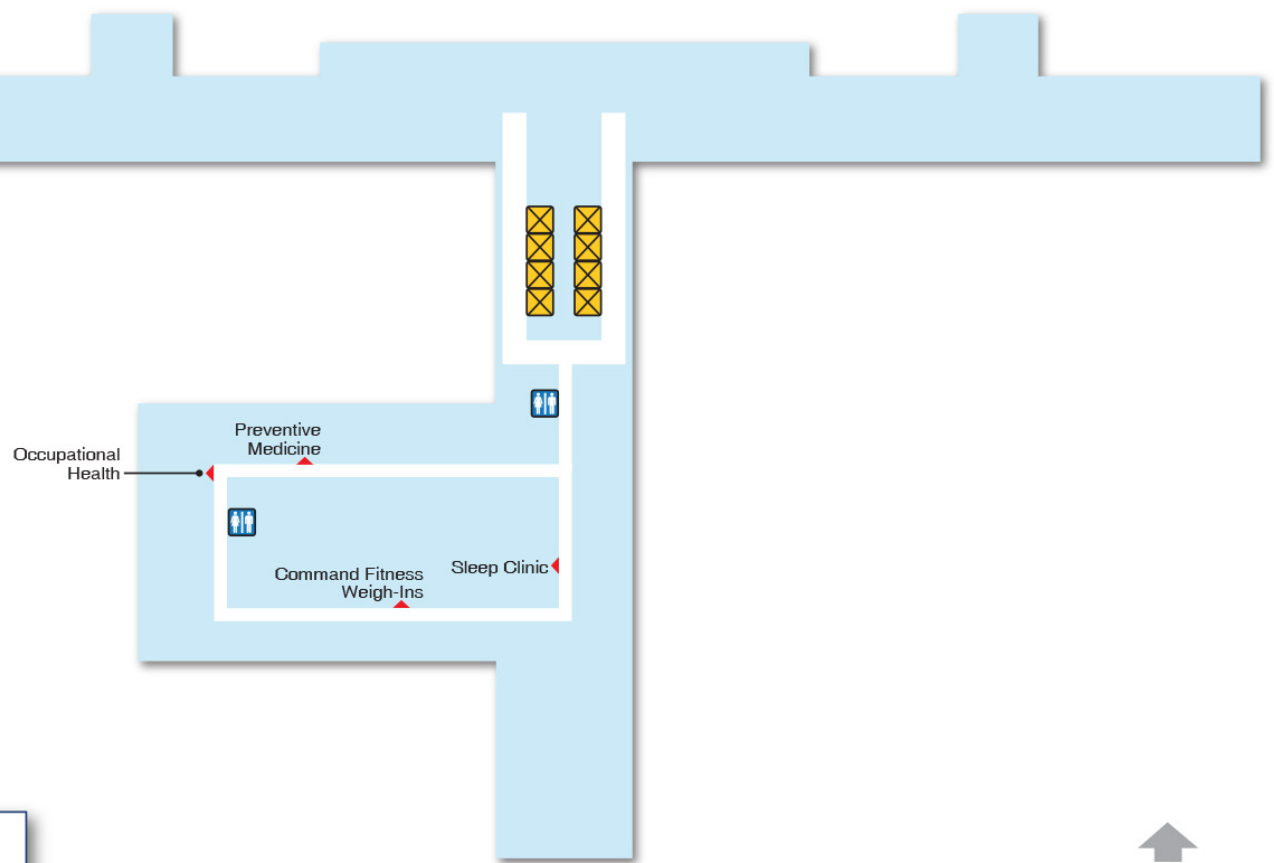 Preventive
Medicine
Occupational
Health
Sleep Clinic
Command Fitness
Weigh-Ins